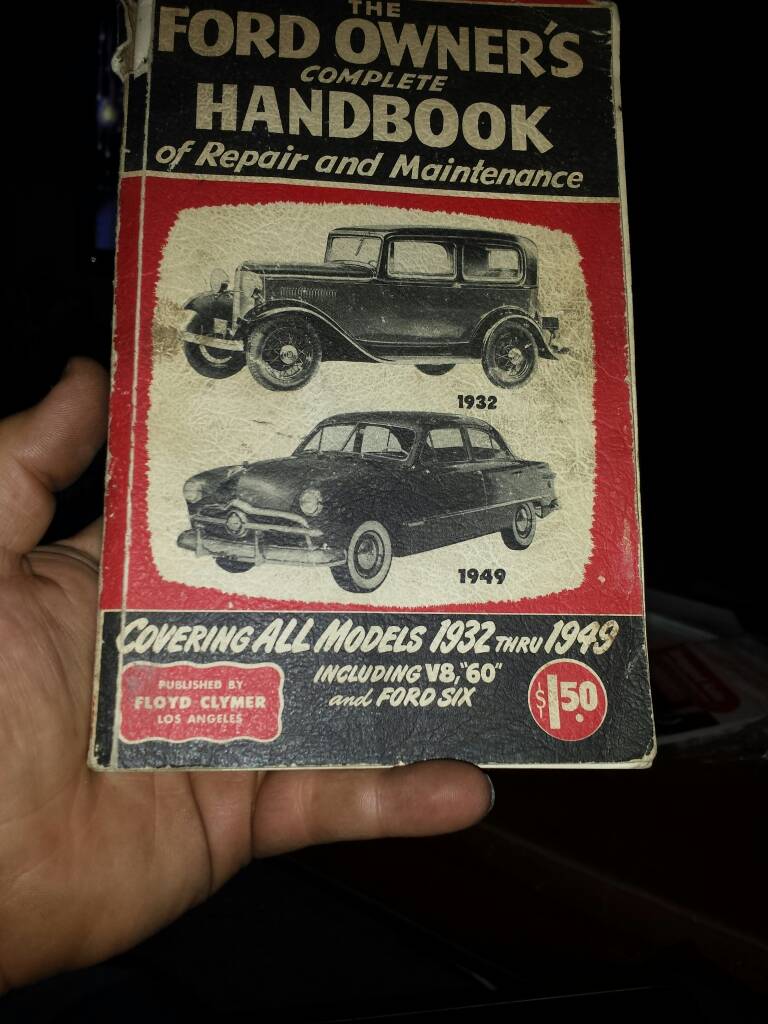 THE
FORD OWNER'S
COMPLETE
HANDBOOK
of Repair and Maintenance
1932
1949
COVERING ALL MODELS 1932 THRU 1949
INCLUDING V8, "60"
and FORD SIX
PUBLISHED BY
FLOYD CLYMER
LOS ANGELES
$1.50